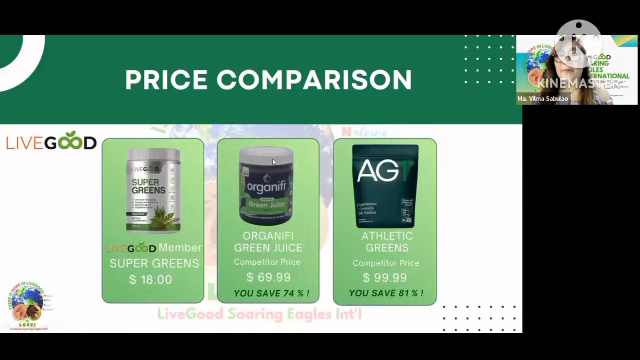 PRICE COMPARISON
LIVEGOOD
LIVEGOOD
SUPER
GREENS
LIVEGOOD Member
SUPER GREENS
$ 18.00
organifi
Green Juice
ORGANIFI
GREEN JUICE
Competitor Price
$ 69.99
YOU SAVE 74 % !
AG1
ATHLETIC
GREENS
Competitor Price
$ 99.99
YOU SAVE 81 % !
LiveGood Soaring Eagles Int'l
KINEMASTER
Ma. Vilma Sabulao